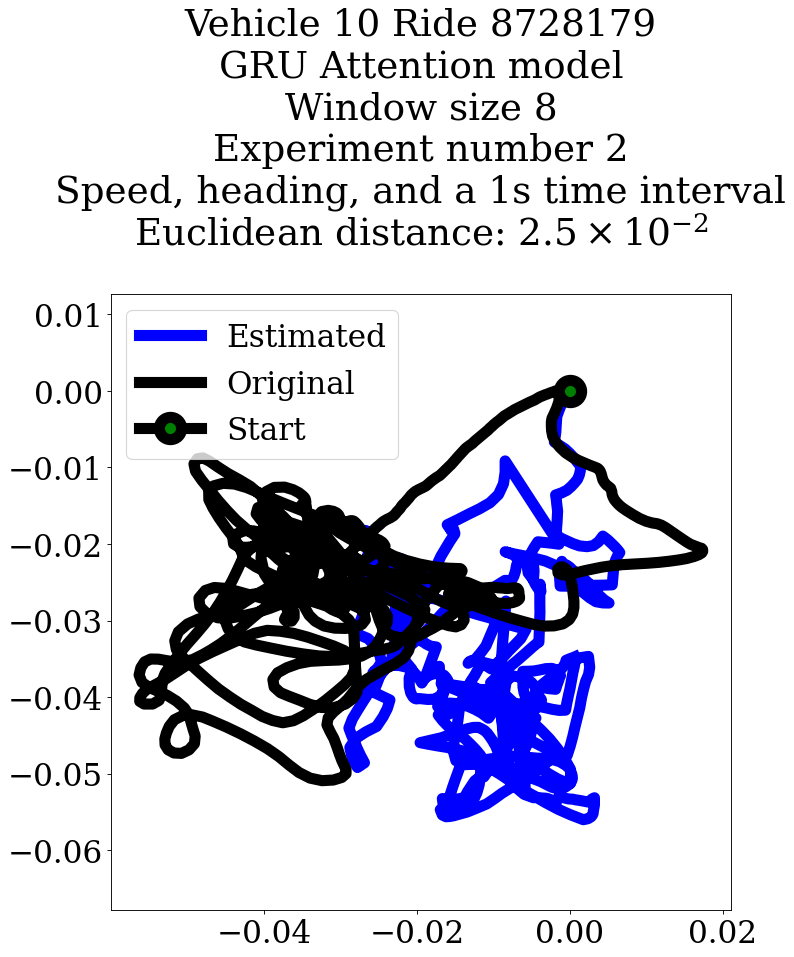 Vehicle 10 Ride 8728179
GRU Attention model
Window size 8
Experiment number 2
Speed, heading, and a 1s time interval
Euclidean distance: 2.5 × 10⁻²
Estimated
Original
Start
0.01
0.00
−0.01
−0.02
−0.03
−0.04
−0.05
−0.06
−0.04
−0.02
0.00
0.02